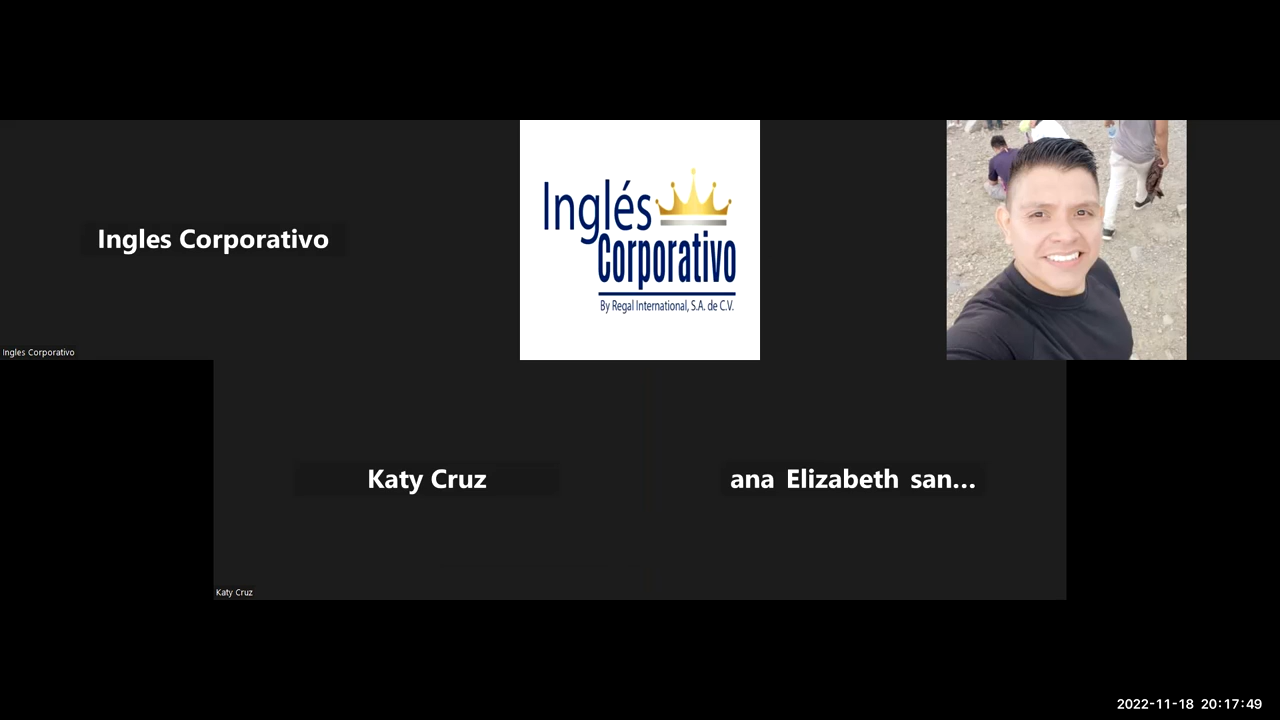 Ingles Corporativo
Ingles Corporativo
Inglés
Corporativo
By Regal International, S.A. de C.V.
Katy Cruz
Katy Cruz
ana Elizabeth san...
2022-11-18 20:17:49